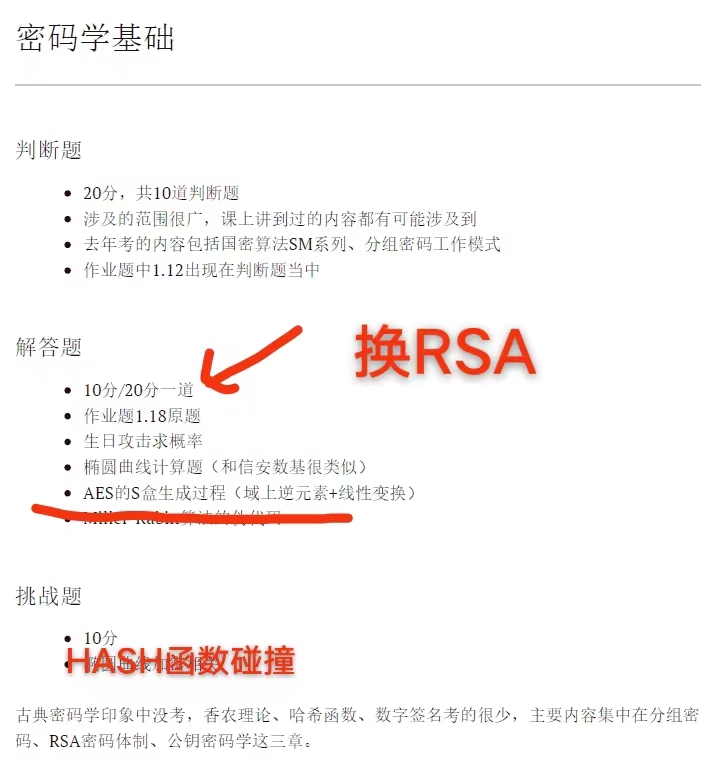 密码学基础
判断题
20分，共10道判断题
涉及的范围很广，课上讲到过的内容都有可能涉及到
去年考的内容包括国密算法SM系列、分组密码工作模式
作业题中1.12出现在判断题当中
解答题
换RSA
10分/20分一道
作业题1.18原题
生日攻击求概率
椭圆曲线计算题（和信安数基很类似）
AES的S盒生成过程（域上逆元素+线性变换）
Miller-Rabin算法的伪代码
挑战题
10分
HASH函数碰撞
古典密码学印象中没考，香农理论、哈希函数、数字签名考的很少，主要内容集中在分组密
码、RSA密码体制、公钥密码学这三章。